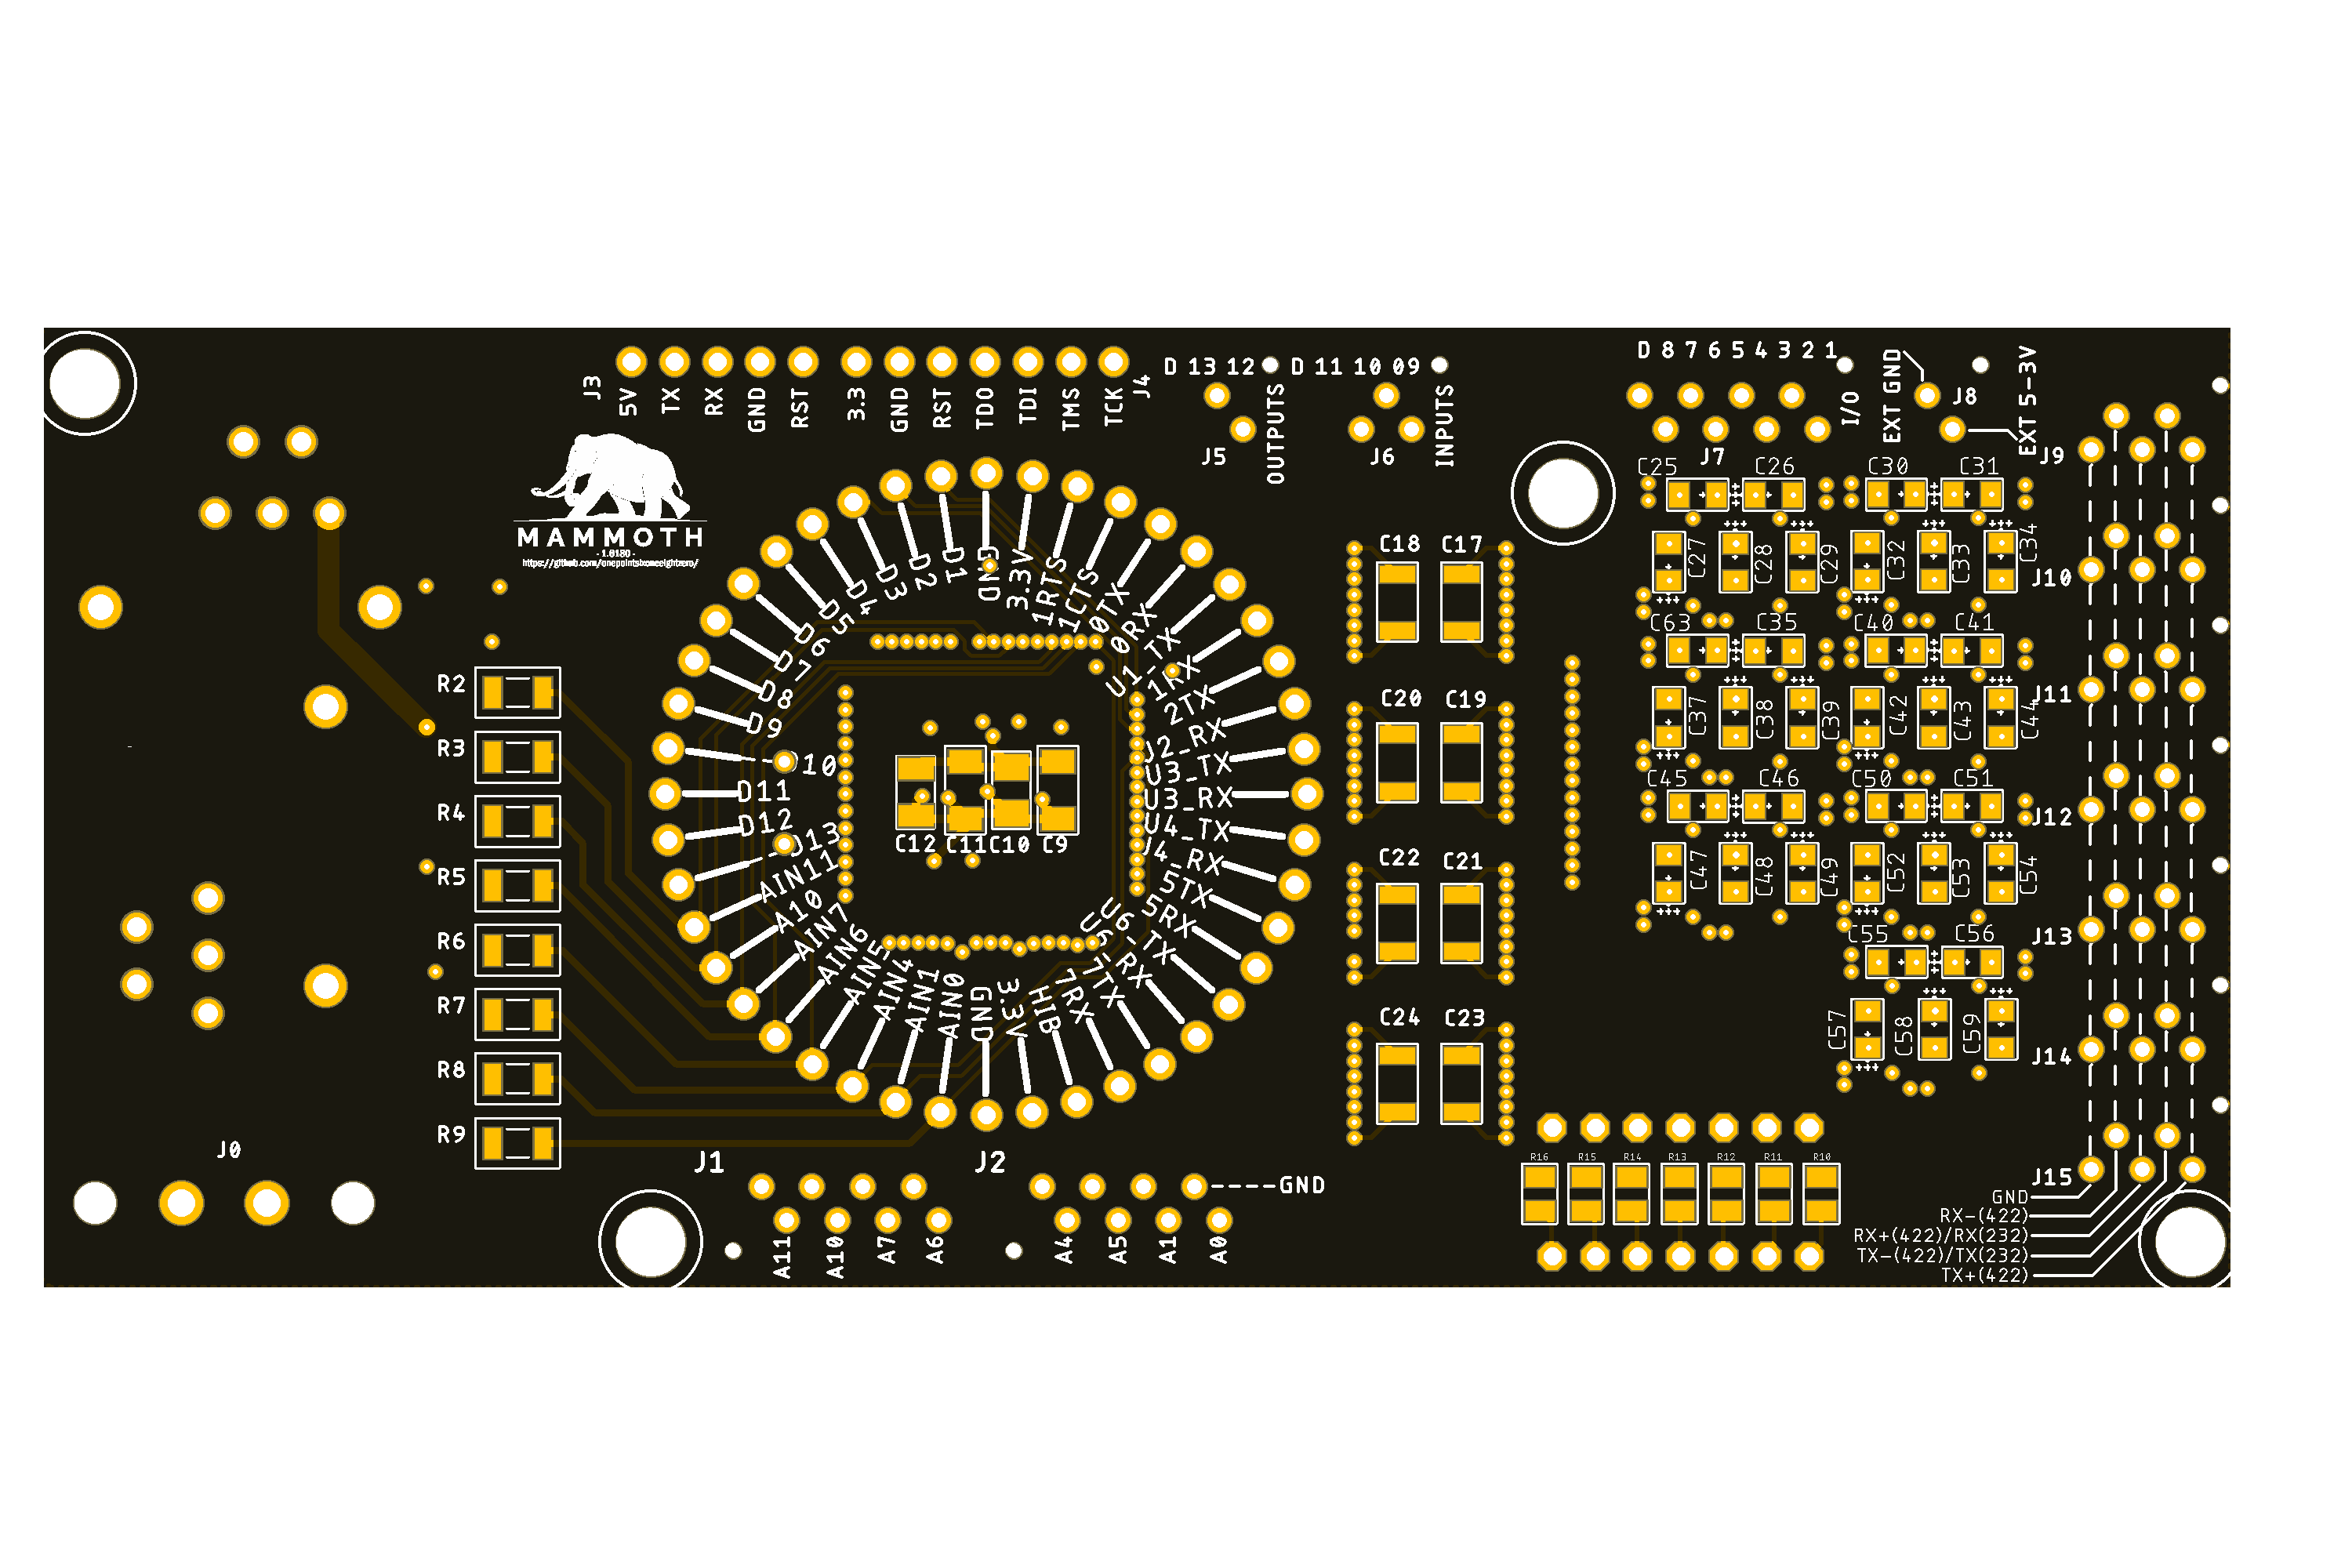 D 13 12
D 11 10 09
D 8 7 6 5 4 3 2 1
J3
5V
TX
RX
GND
RST
3.3
GND
RST
TDO
TDI
TMS
TCK
J4
OUTPUTS
J5
INPUTS
J6
I/O
J7
EXT GND
J8
EXT 5-3V
MAMMOTH
- 1.0180 -
https://github.com/onepointsixoneeightzero/
GND
3.3V
1RTS
1CTS
0TX
0RX
U1-TX
1RX
2TX
J2_RX
U3_TX
U3_RX
U4_TX
J4_RX
5TX
5RX
U6-TX
U6-RX
7TX
7RX
HIB
3.3V
GND
AIN0
AIN1
AIN4
AIN5
AIN6
AIN7
A10
AIN11
D13
D12
D11
D10
D9
D8
D7
D6
D5
D4
D3
D2
D1
C12
C11
C10
C9
R2
R3
R4
R5
R6
R7
R8
R9
J0
J1
J2
A11
A10
A7
A6
A4
A5
A1
A0
----GND
C18
C17
C20
C19
C22
C21
C24
C23
C25
C26
C30
C31
C27
C28
C29
C32
C33
C34
C63
C35
C40
C41
C37
C38
C39
C42
C43
C44
C45
C46
C50
C51
C47
C48
C49
C52
C53
C54
C55
C56
C57
C58
C59
R16
R15
R14
R13
R12
R11
R10
J9
J10
J11
J12
J13
J14
J15
GND
RX-(422)
RX+(422)/RX(232)
TX-(422)/TX(232)
TX+(422)